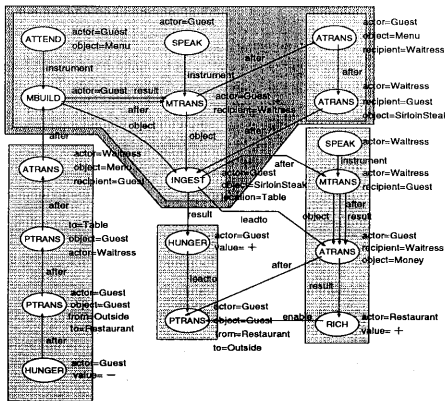 ATTEND
actor=Guest
object=Menu
instrument
MBUILD
actor=Guest
result
after
object
after
SPEAK
actor=Guest
instrument
MTRANS
actor=Guest
recipient=Waitress
object
after
ATRANS
actor=Guest
object=Menu
recipient=Waitress
after
ATRANS
actor=Waitress
recipient=Guest
object=SirloinSteak
after
INGEST
actor=Guest
object=SirloinSteak
location=Table
after
SPEAK
actor=Waitress
instrument
MTRANS
actor=Waitress
recipient=Guest
object
after
result
ATRANS
actor=Guest
recipient=Waitress
object=Money
result
RICH
actor=Restaurant
value= +
leadto
result
HUNGER
actor=Guest
value= +
leadto
after
PTRANS
actor=Guest
object=Guest
from=Restaurant
to=Outside
enable
ATRANS
actor=Waitress
object=Menu
recipient=Guest
after
PTRANS
to=Table
object=Guest
actor=Waitress
after
PTRANS
actor=Guest
object=Guest
from=Outside
to=Restaurant
after
HUNGER
actor=Guest
value= −